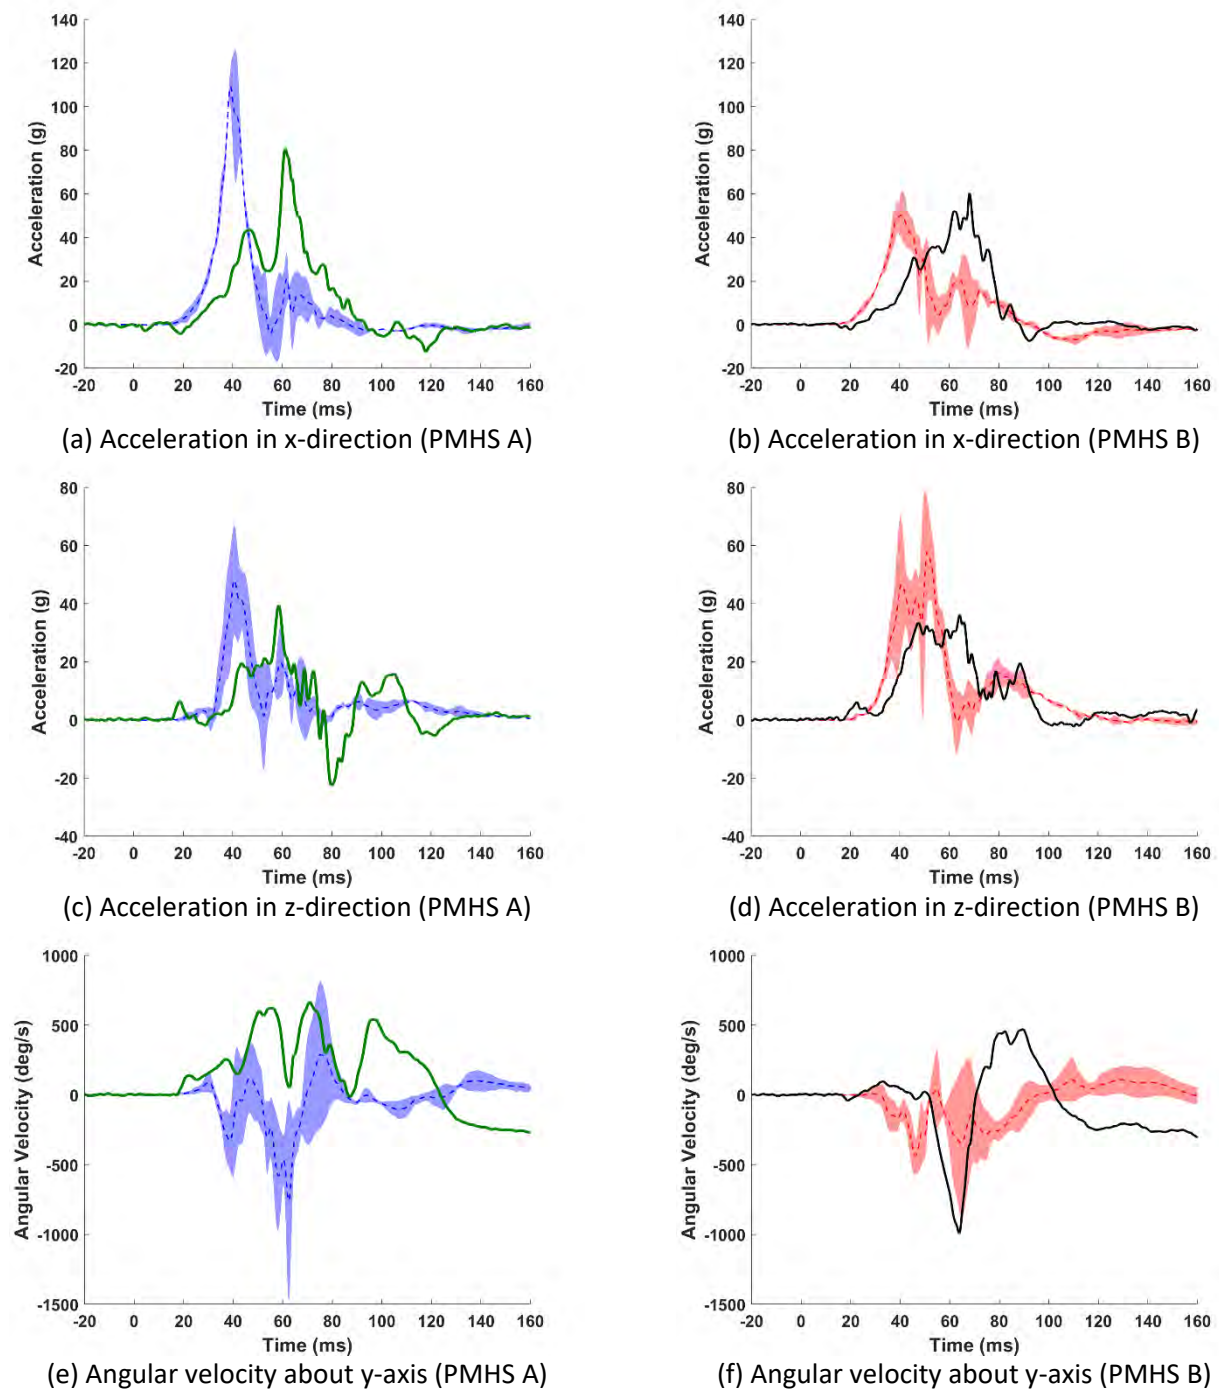 140
120
100
80
60
40
20
0
-20
Acceleration (g)
-20 0 20 40 60 80 100 120 140 160
Time (ms)
(a) Acceleration in x-direction (PMHS A)
140
120
100
80
60
40
20
0
-20
Acceleration (g)
-20 0 20 40 60 80 100 120 140 160
Time (ms)
(b) Acceleration in x-direction (PMHS B)
80
60
40
20
0
-20
-40
Acceleration (g)
-20 0 20 40 60 80 100 120 140 160
Time (ms)
(c) Acceleration in z-direction (PMHS A)
80
60
40
20
0
-20
-40
Acceleration (g)
-20 0 20 40 60 80 100 120 140 160
Time (ms)
(d) Acceleration in z-direction (PMHS B)
1000
500
0
-500
-1000
-1500
Angular Velocity (deg/s)
-20 0 20 40 60 80 100 120 140 160
Time (ms)
(e) Angular velocity about y-axis (PMHS A)
1000
500
0
-500
-1000
-1500
Angular Velocity (deg/s)
-20 0 20 40 60 80 100 120 140 160
Time (ms)
(f) Angular velocity about y-axis (PMHS B)